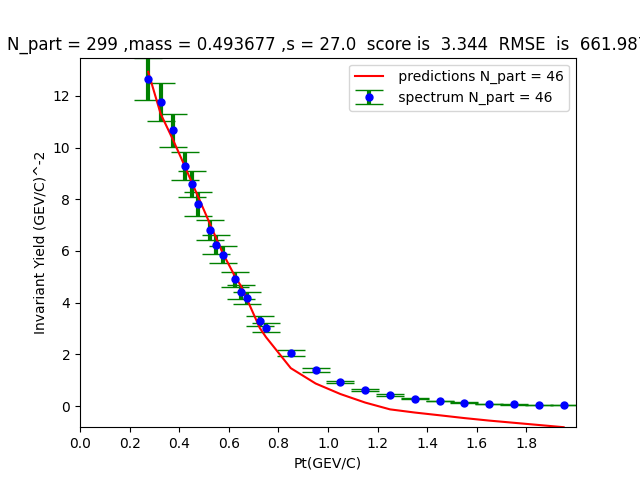 N_part = 299 ,mass = 0.493677 ,s = 27.0  score is  3.344  RMSE  is  661.987
predictions N_part = 46
spectrum N_part = 46
Invariant Yield (GEV/C)^-2
12
10
8
6
4
2
0
0.0 0.2 0.4 0.6 0.8 1.0 1.2 1.4 1.6 1.8
Pt(GEV/C)